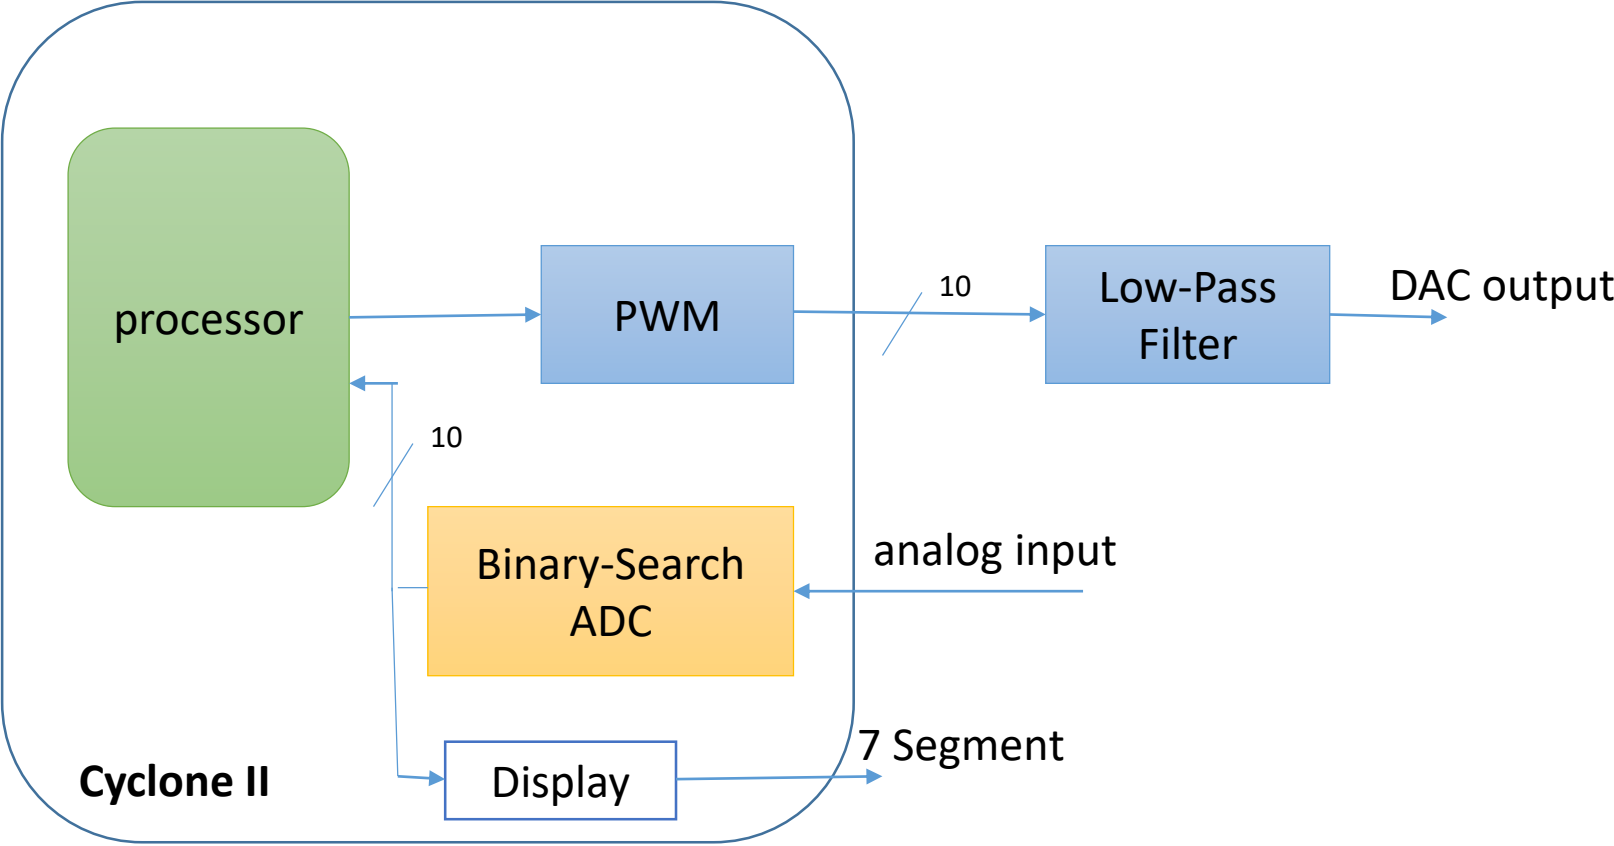 processor
PWM
10
Low-Pass
Filter
DAC output
10
Binary-Search
ADC
analog input
7 Segment
Display
Cyclone II